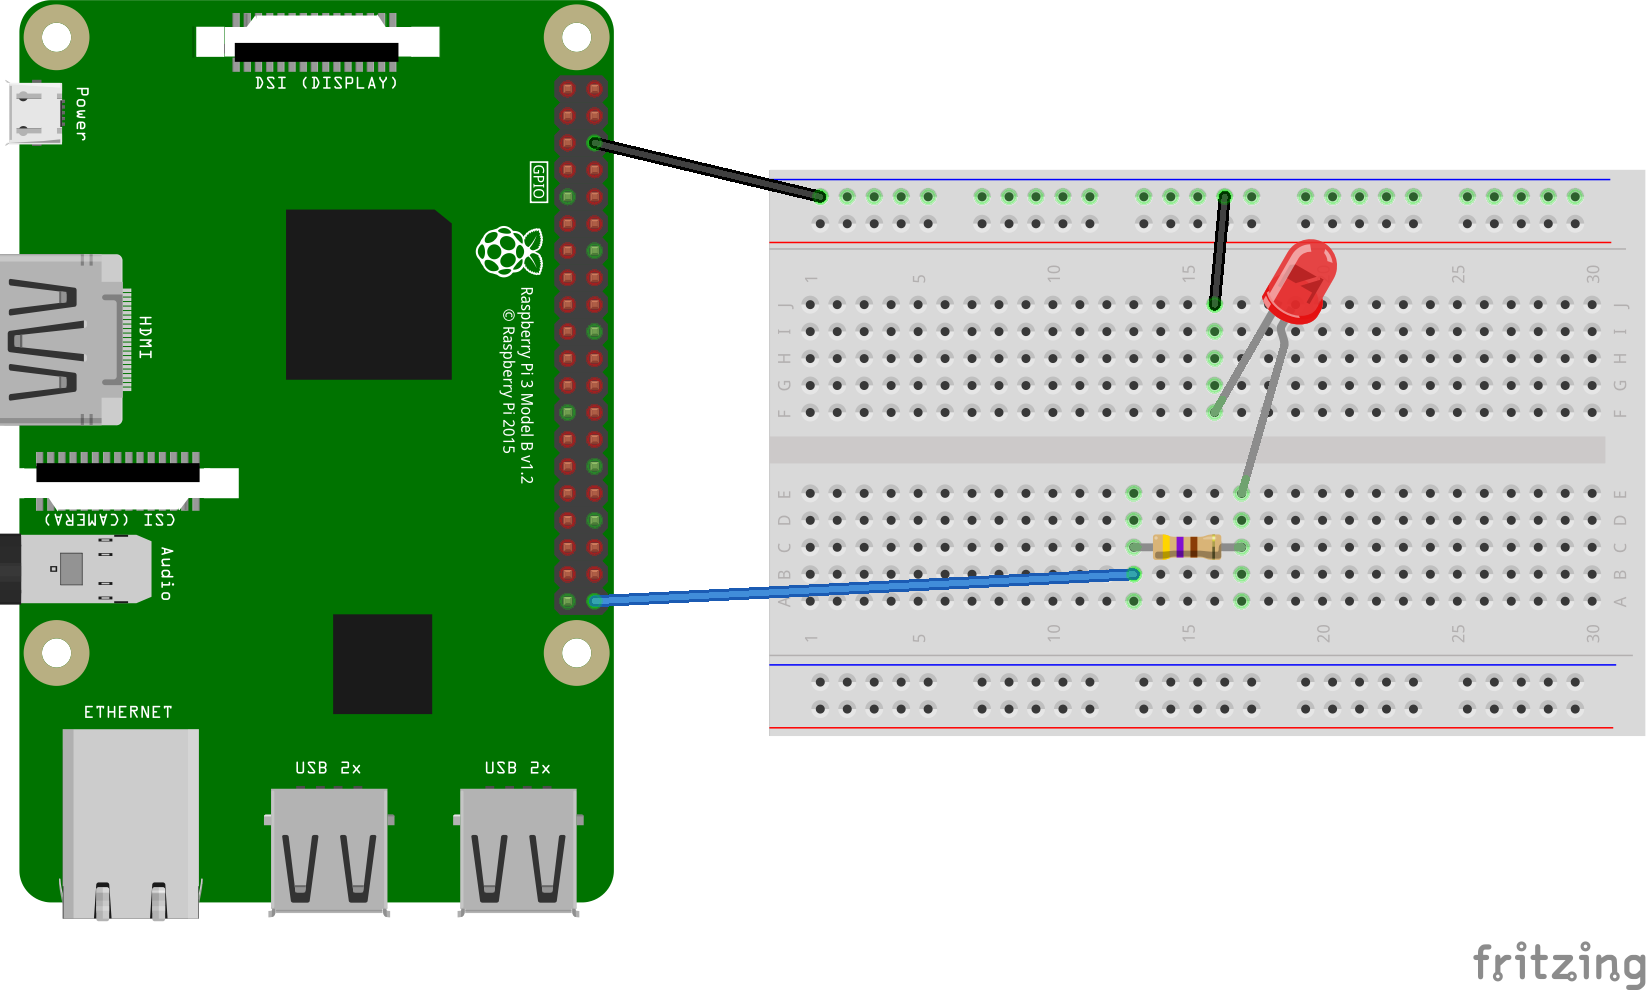 DSI (DISPLAY)
Power
GPIO
HDMI
Raspberry Pi 3 Model B v1.2
© Raspberry Pi 2015
CSI (CAMERA)
Audio
ETHERNET
USB 2x
USB 2x
1 5 10 15 25 30
J J
I I
H H
G G
F F
E E
D D
C C
B B
A A
1 5 10 15 20 25 30
fritzing